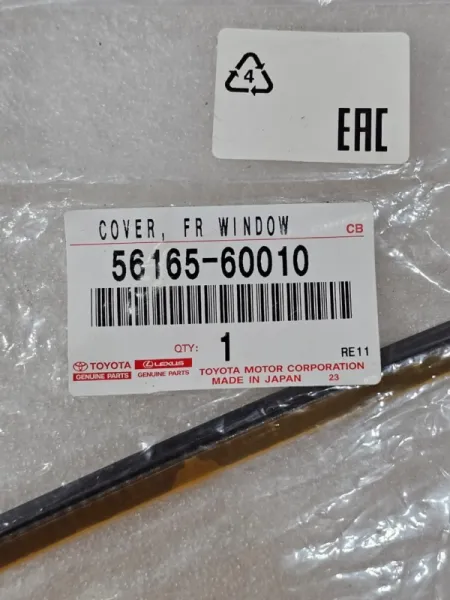 4
EAC
COVER, FR WINDOW CB
56165-60010
QTY: 1 RE11
TOYOTA LEXUS
GENUINE PARTS GENUINE PARTS
TOYOTA MOTOR CORPORATION
MADE IN JAPAN 23